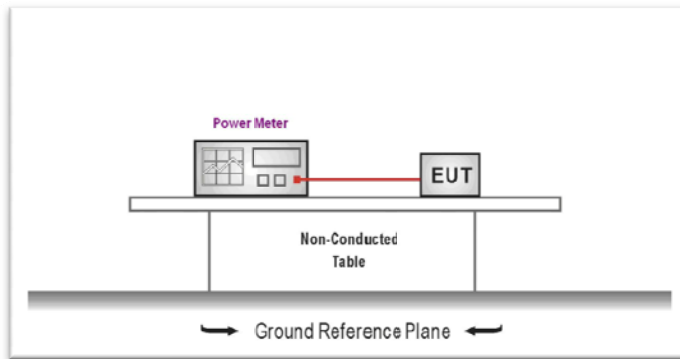 Power Meter
EUT
Non-Conducted
Table
Ground Reference Plane